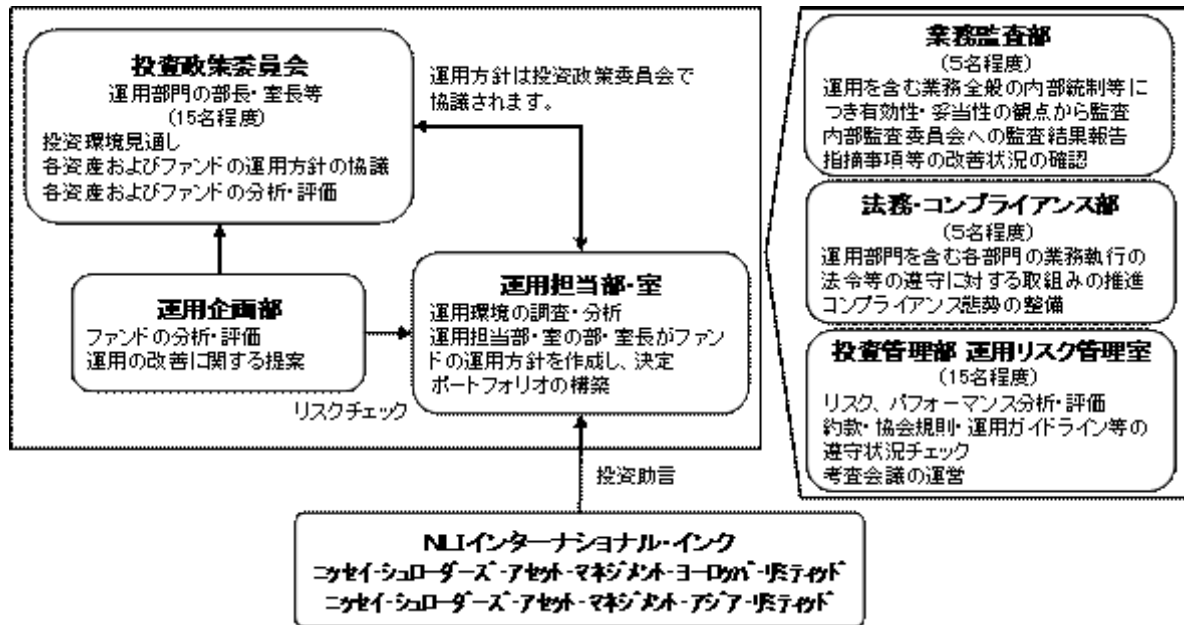 投資政策委員会
運用部門の部長・室長等
(15名程度)
投資環境見通し
各資産およびファンドの運用方針の協議
各資産およびファンドの分析・評価
運用方針は投資政策委員会で
協議されます。
運用企画部
ファンドの分析・評価
運用の改善に関する提案
リスクチェック
運用担当部・室
運用環境の調査・分析
運用担当部・室の部・室長がファン
ドの運用方針を作成し、決定
ポートフォリオの構築
投資助言
NLIインターナショナル・インク
ニッセイ・シュローダーズ・アセット・マネジメント・ヨーロッパ・リミティッド
ニッセイ・シュローダーズ・アセット・マネジメント・アジア・リミティッド
業務監査部
(5名程度)
運用を含む業務全般の内部統制等に
つき有効性・妥当性の観点から監査
内部監査委員会への監査結果報告
指摘事項等の改善状況の確認
法務・コンプライアンス部
(5名程度)
運用部門を含む各部門の業務執行の
法令等の遵守に対する取組みの推進
コンプライアンス態勢の整備
投資管理部 運用リスク管理室
(15名程度)
リスク、パフォーマンス分析・評価
約款・協会規則・運用ガイドライン等の
遵守状況チェック
考査会議の運営